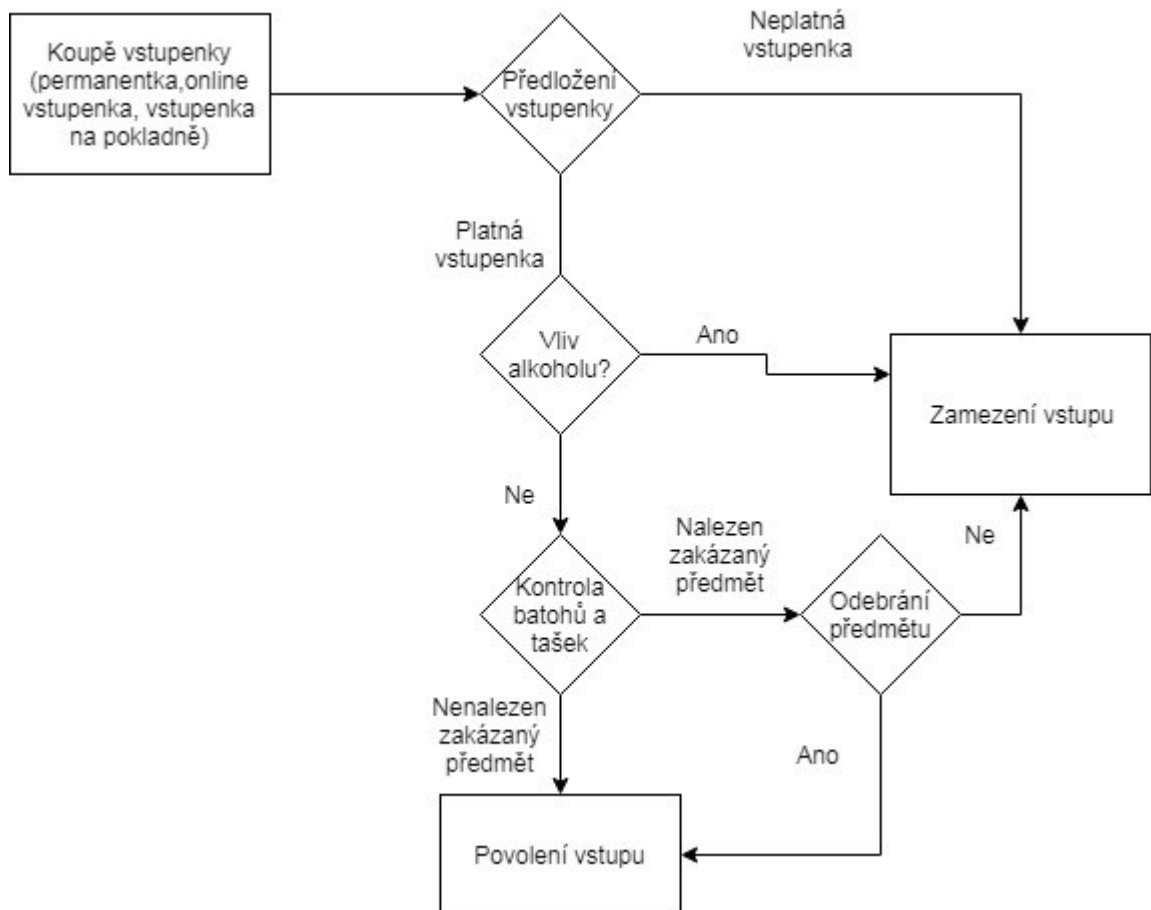 Koupě vstupenky
(permanentka,online
vstupenka, vstupenka
na pokladně)
Předložení
vstupenky
Neplatná
vstupenka
Platná
vstupenka
Vliv
alkoholu?
Ano
Zamezení vstupu
Ne
Kontrola
batohů a
tašek
Nalezen
zakázaný
předmět
Odebrání
předmětu
Ne
Nenalezen
zakázaný
předmět
Ano
Povolení vstupu